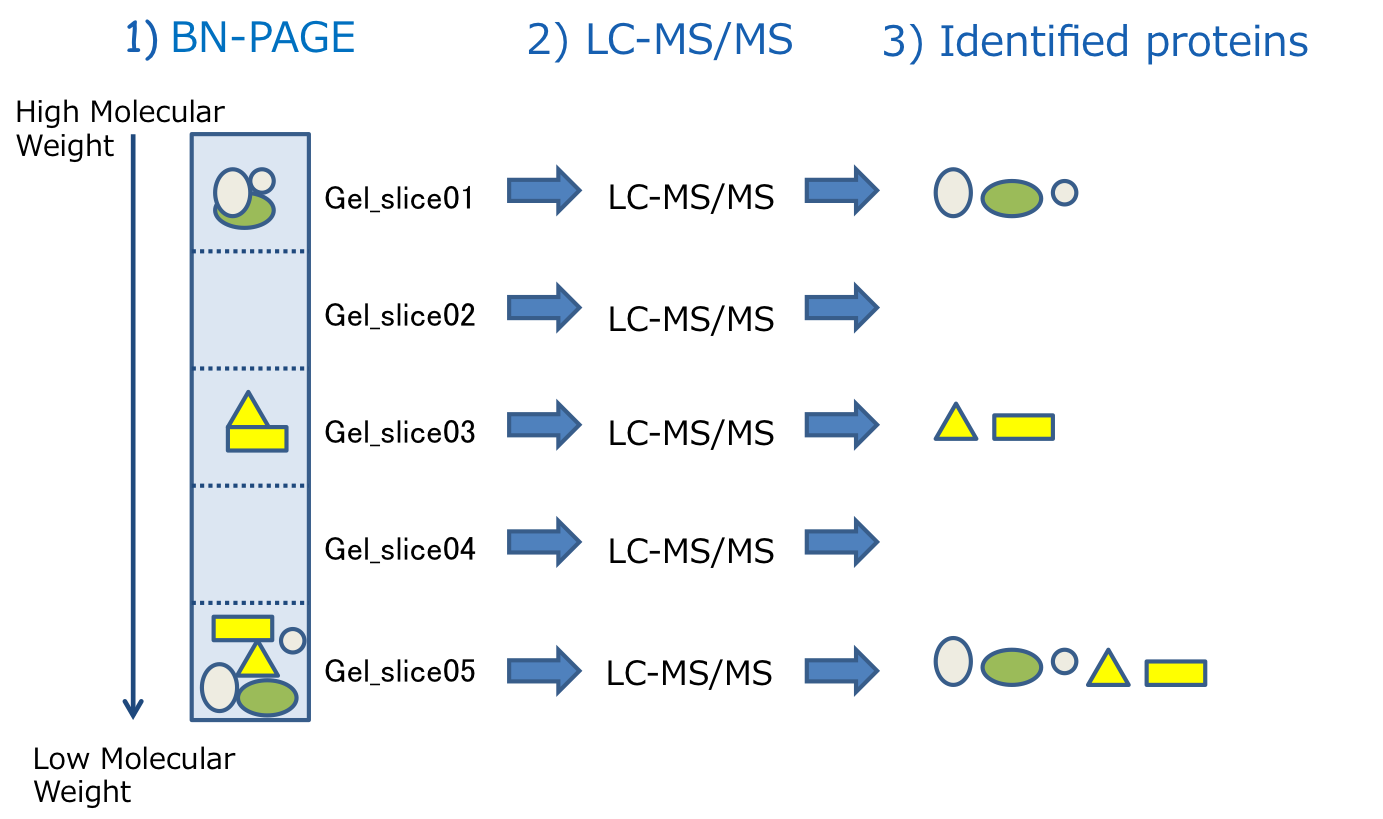 1) BN-PAGE
2) LC-MS/MS
3) Identified proteins
High Molecular
Weight
Gel_slice01
LC-MS/MS
Gel_slice02
LC-MS/MS
Gel_slice03
LC-MS/MS
Gel_slice04
LC-MS/MS
Gel_slice05
LC-MS/MS
Low Molecular
Weight